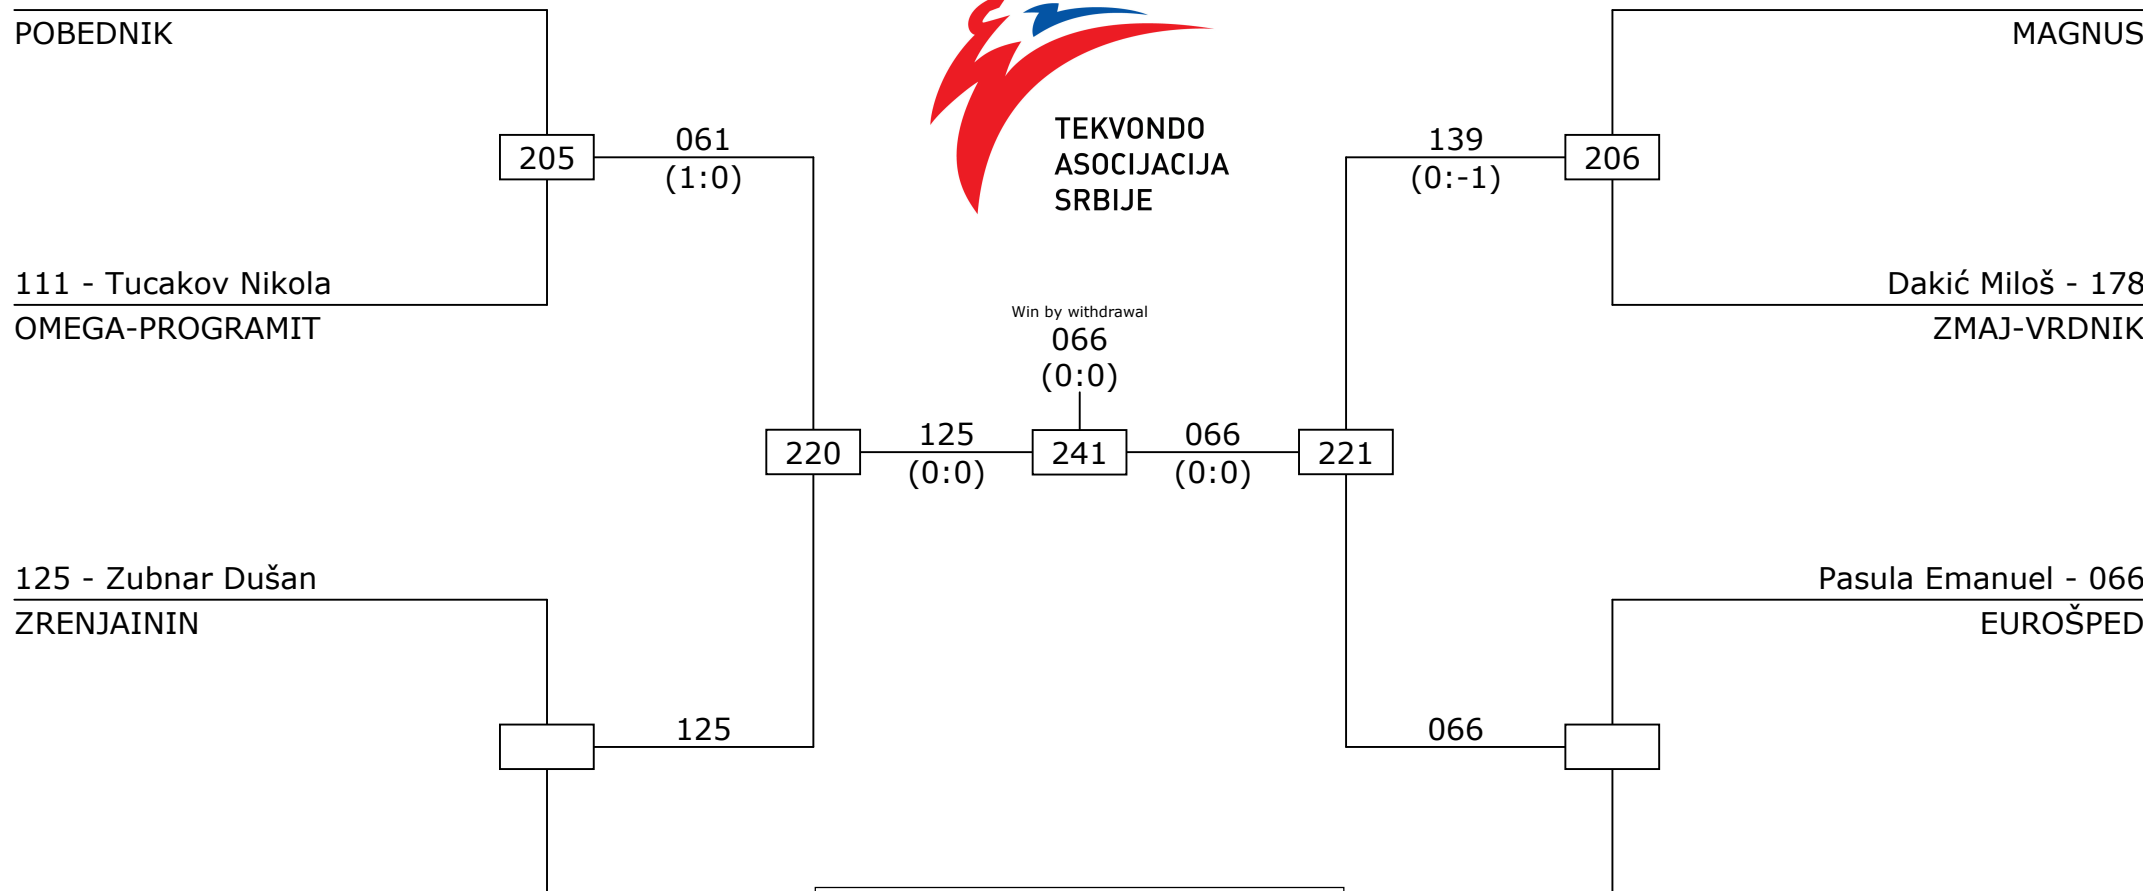 POBEDNIK
MAGNUS
TEKVONDO
ASOCIJACIJA
SRBIJE
205
061
(1:0)
139
(0:-1)
206
111 - Tucakov Nikola
OMEGA-PROGRAMIT
Dakić Miloš - 178
ZMAJ-VRDNIK
Win by withdrawal
066
(0:0)
220
125
(0:0)
241
066
(0:0)
221
125 - Zubnar Dušan
ZRENJAININ
Pasula Emanuel - 066
EUROŠPED
125
066